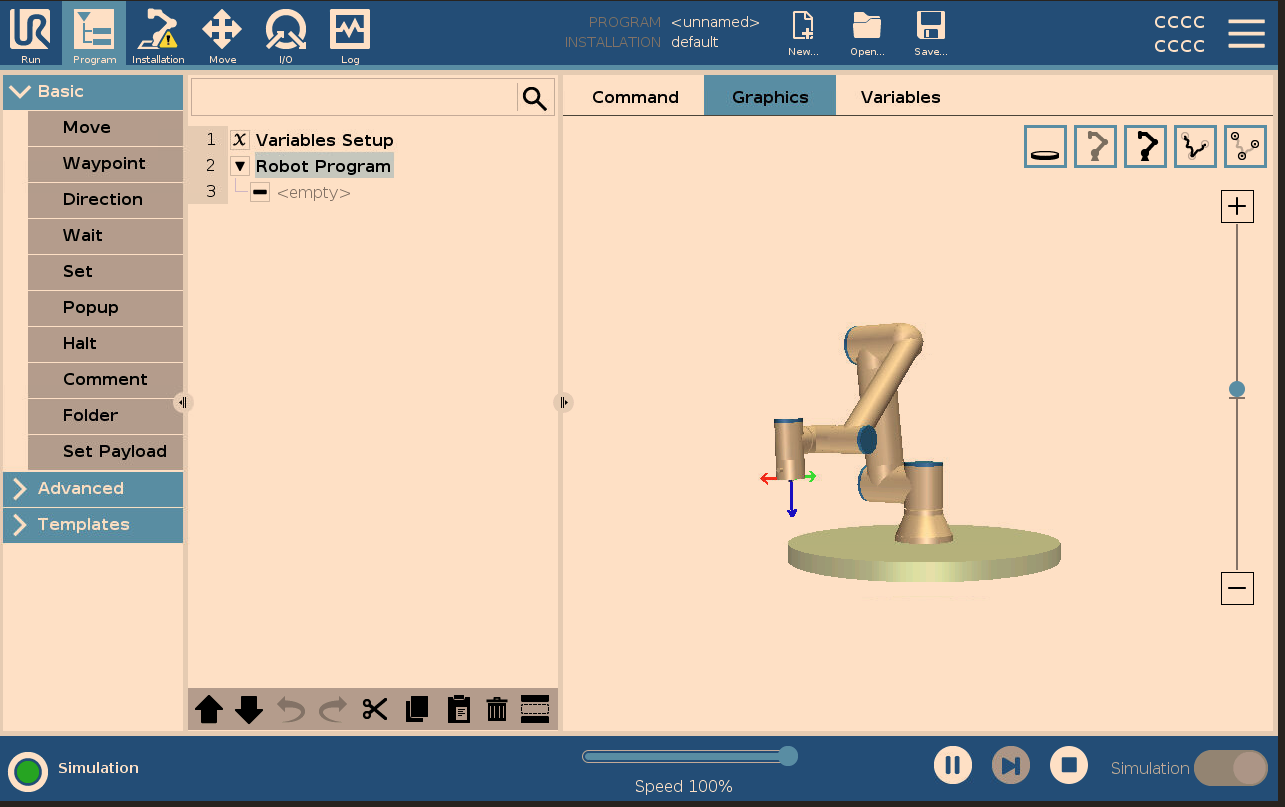 UR
Run
Program
Installation
Move
I/O
Log
PROGRAM <unnamed>
INSTALLATION default
New...
Open...
Save...
CCCC
CCCC
Basic
Move
Waypoint
Direction
Wait
Set
Popup
Halt
Comment
Folder
Set Payload
Advanced
Templates
1 x Variables Setup
2 Robot Program
3 <empty>
Command
Graphics
Variables
Simulation
Speed 100%
Simulation